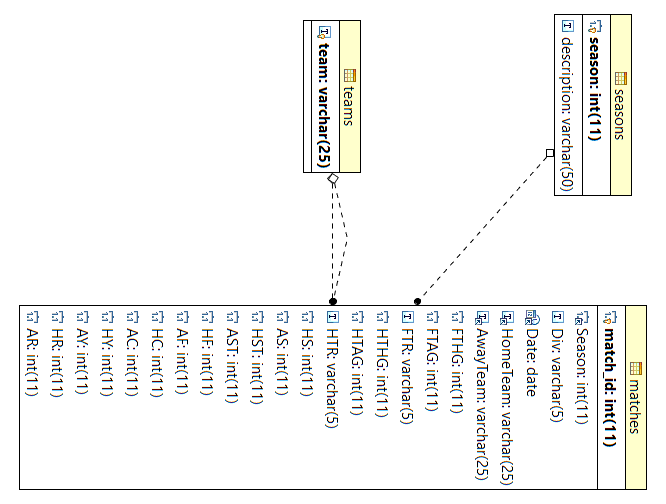 seasons
season: int(11)
description: varchar(50)
teams
team: varchar(25)
matches
match_id: int(11)
Season: int(11)
Div: varchar(5)
Date: date
HomeTeam: varchar(25)
AwayTeam: varchar(25)
FTHG: int(11)
FTAG: int(11)
FTR: varchar(5)
HTHG: int(11)
HTAG: int(11)
HTR: varchar(5)
HS: int(11)
AS: int(11)
HST: int(11)
AST: int(11)
HF: int(11)
AF: int(11)
HC: int(11)
AC: int(11)
HY: int(11)
AY: int(11)
HR: int(11)
AR: int(11)